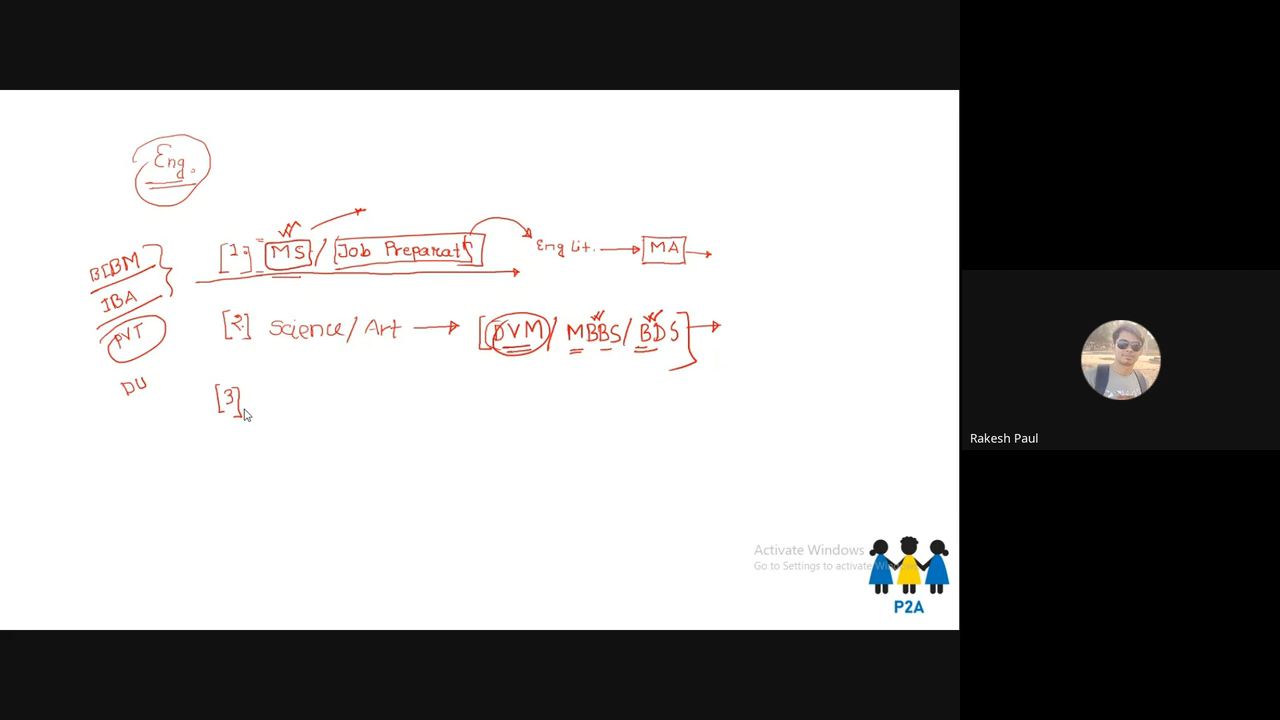 Eng.
BIBM
IBA
PVT
DU
[1.] MS / Job Preparat Eng Lit. → MA →
[2.] Science / Art → [DVM / MBBS / BDS] →
[3]
Rakesh Paul
Activate Windows
Go to Settings to activate Win
P2A